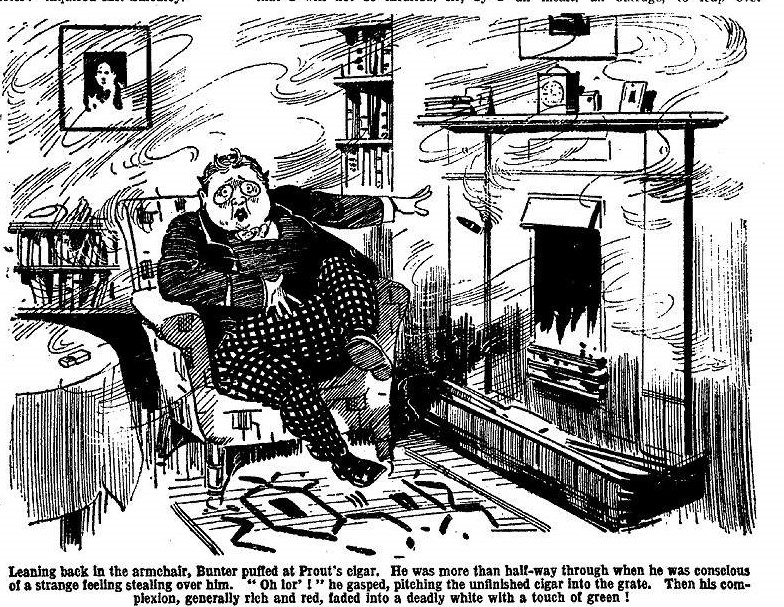 Leaning back in the armchair, Bunter puffed at Prout's cigar. He was more than half-way through when he was conscious
of a strange feeling stealing over him. "Oh lor'!" he gasped, pitching the unfinished cigar into the grate. Then his com-
plexion, generally rich and red, faded into a deadly white with a touch of green!